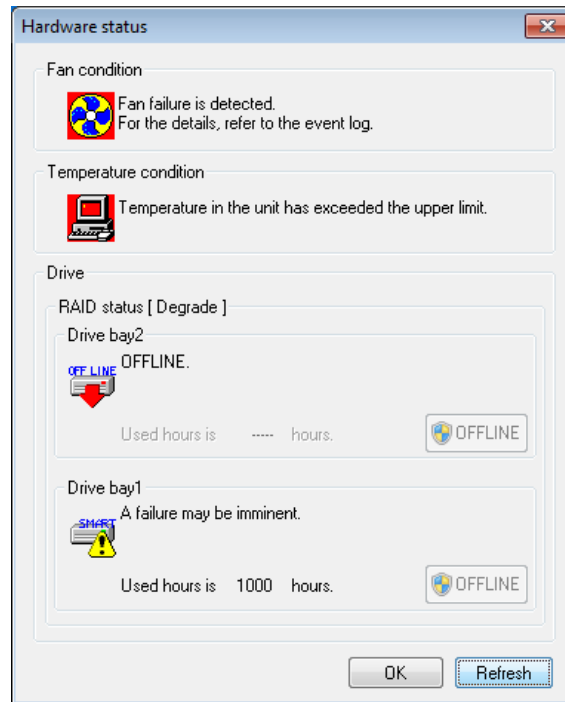 Hardware status
Fan condition
Fan failure is detected.
For the details, refer to the event log.
Temperature condition
Temperature in the unit has exceeded the upper limit.
Drive
RAID status [ Degrade ]
Drive bay2
OFF LINE
OFFLINE.
Used hours is ----- hours.
OFFLINE
Drive bay1
SMART
A failure may be imminent.
Used hours is 1000 hours.
OFFLINE
OK
Refresh